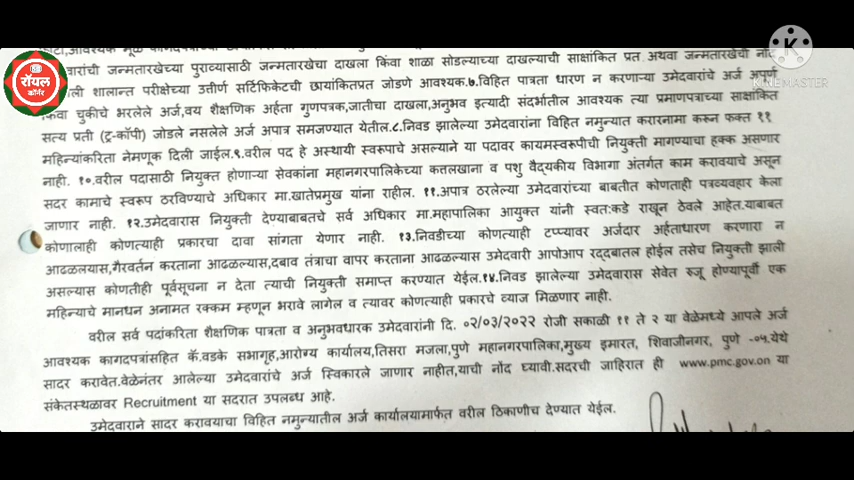 आवश्यक मूळ कागदपत्रांच्या
वारांची जन्मतारखेच्या पुराव्यासाठी जन्मतारखेचा दाखला किंवा शाळा सोडल्याच्या दाखल्याची साक्षांकित प्रत अथवा जन्मतारखेची नोंद
ली शालान्त परीक्षेच्या उत्तीर्ण सर्टिफिकेटची छायांकितप्रत जोडणे आवश्यक.७.विहित पात्रता धारण न करणाऱ्या उमेदवारांचे अर्ज अपूर्ण
किंवा चुकीचे भरलेले अर्ज,वय शैक्षणिक अर्हता गुणपत्रक,जातीचा दाखला,अनुभव इत्यादी संदर्भातील आवश्यक त्या प्रमाणपत्राच्या साक्षांकित
सत्य प्रती (ट्रु-कॉपी) जोडले नसलेले अर्ज अपात्र समजण्यात येतील.८.निवड झालेल्या उमेदवारांना विहित नमुन्यात करारनामा करून फक्त ११
महिन्यांकरिता नेमणूक दिली जाईल.९.वरील पद हे अस्थायी स्वरूपाचे असल्याने या पदावर कायमस्वरूपीची नियुक्ती मागण्याचा हक्क असणार
नाही. १०.वरील पदासाठी नियुक्त होणाऱ्या सेवकांना महानगरपालिकेच्या कत्तलखाना व पशु वैद्यकीय विभागा अंतर्गत काम करावयाचे असून
सदर कामाचे स्वरूप ठरविण्याचे अधिकार मा.खातेप्रमुख यांना राहील. ११.अपात्र ठरलेल्या उमेदवारांच्या बाबतीत कोणताही पत्रव्यवहार केला
जाणार नाही. १२.उमेदवारास नियुक्ती देण्याबाबतचे सर्व अधिकार मा.महापालिका आयुक्त यांनी स्वत:कडे राखून ठेवले आहेत.याबाबत
कोणालाही कोणत्याही प्रकारचा दावा सांगता येणार नाही. १३.निवडीच्या कोणत्याही टप्प्यावर अर्जदार अर्हताधारण करणारा न
आढळलयास,गैरवर्तन करताना आढळल्यास,दबाव तंत्राचा वापर करताना आढळल्यास उमेदवारी आपोआप रद्दबातल होईल तसेच नियुक्ती झाली
असल्यास कोणतीही पूर्वसूचना न देता त्याची नियुक्ती समाप्त करण्यात येईल.१४.निवड झालेल्या उमेदवारास सेवेत रुजू होण्यापूर्वी एक
महिन्याचे मानधन अनामत रक्कम म्हणून भरावे लागेल व त्यावर कोणत्याही प्रकारचे व्याज मिळणार नाही.
वरील सर्व पदांकरिता शैक्षणिक पात्रता व अनुभवधारक उमेदवारांनी दि. ०२/०३/२०२२ रोजी सकाळी ११ ते २ या वेळेमध्ये आपले अर्ज
आवश्यक कागदपत्रांसहित कॅ.वडके सभागृह,आरोग्य कार्यालय,तिसरा मजला,पुणे महानगरपालिका,मुख्य इमारत, शिवाजीनगर, पुणे -०५.येथे
सादर करावेत.वेळेनंतर आलेल्या उमेदवारांचे अर्ज स्विकारले जाणार नाहीत,याची नोंद घ्यावी.सदरची जाहिरात ही www.pmc.gov.on या
संकेतस्थळावर Recruitment या सदरात उपलब्ध आहे.
उमेदवाराने सादर करावयाचा विहित नमुन्यातील अर्ज कार्यालयामार्फत वरील ठिकाणीच देण्यात येईल.
रॉयल
कॉर्नर
KINEMASTER